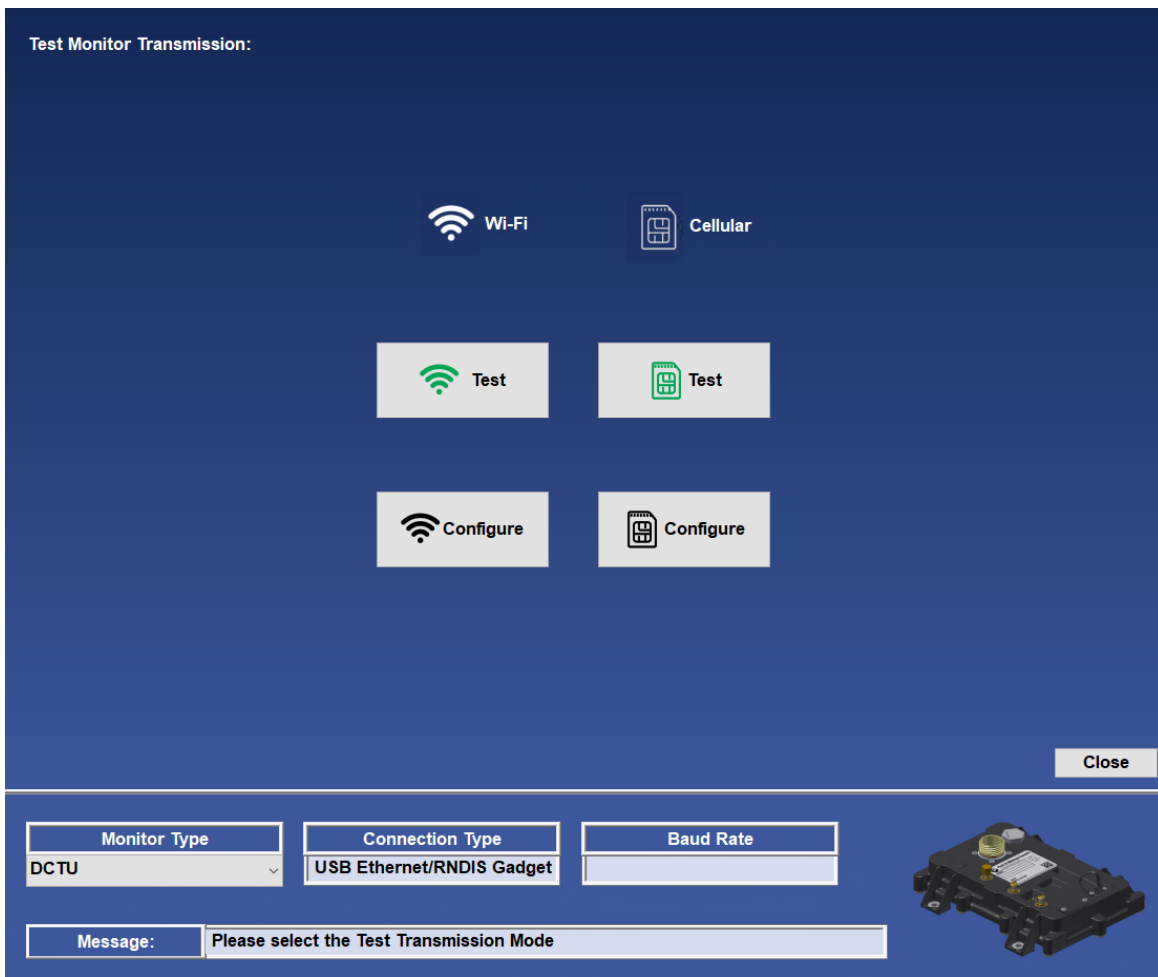 Test Monitor Transmission:
Wi-Fi
Cellular
Test
Test
Configure
Configure
Close
Monitor Type
Connection Type
Baud Rate
DCTU
USB Ethernet/RNDIS Gadget
Message:
Please select the Test Transmission Mode